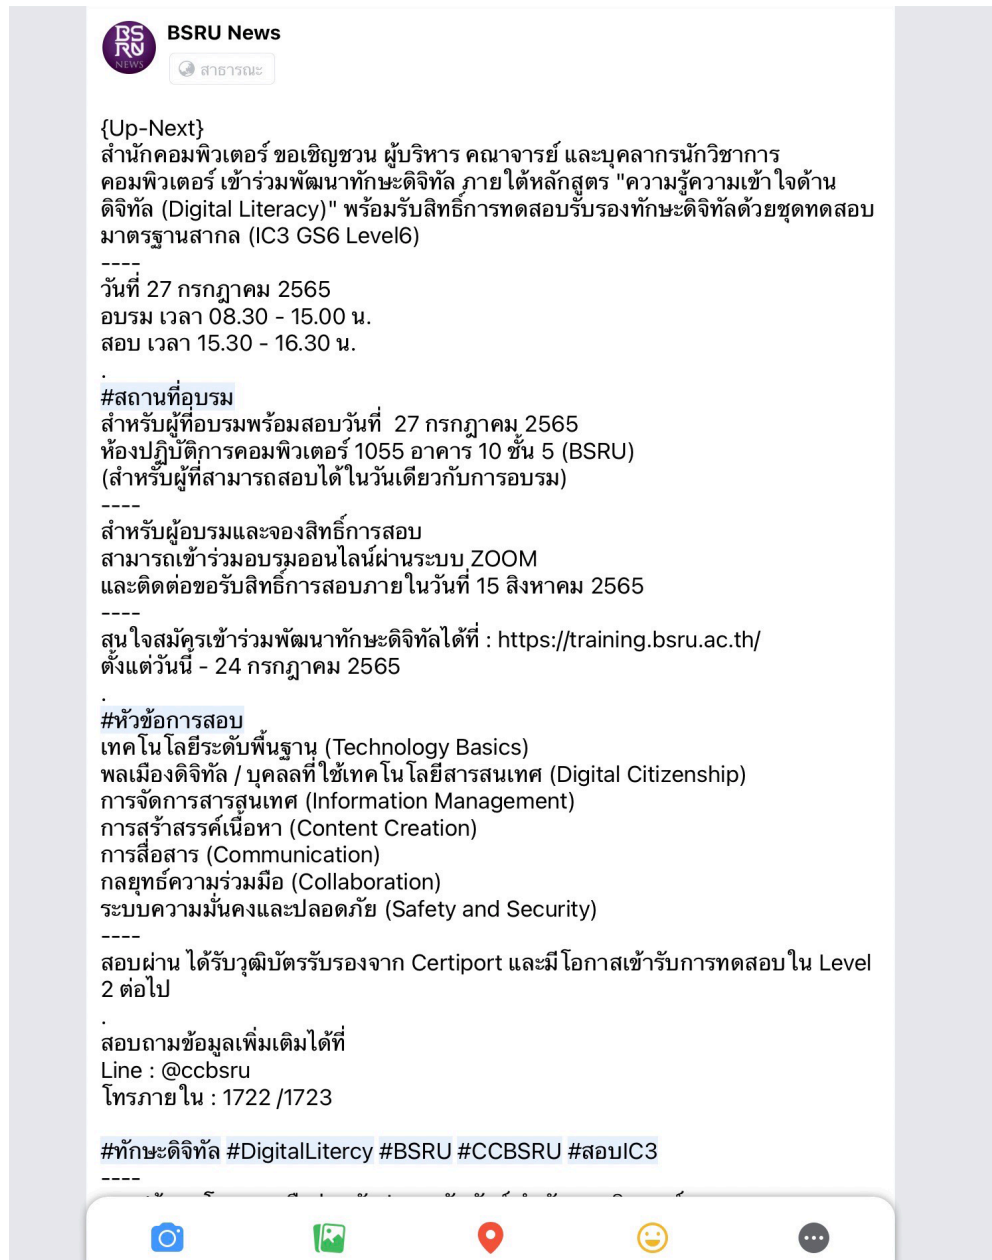 BSRU NEWS
BSRU News
สาธารณะ
{Up-Next}
สำนักคอมพิวเตอร์ ขอเชิญชวน ผู้บริหาร คณาจารย์ และบุคลากรนักวิชาการ
คอมพิวเตอร์ เข้าร่วมพัฒนาทักษะดิจิทัล ภายใต้หลักสูตร "ความรู้ความเข้าใจด้าน
ดิจิทัล (Digital Literacy)" พร้อมรับสิทธิ์การทดสอบรับรองทักษะดิจิทัลด้วยชุดทดสอบ
มาตรฐานสากล (IC3 GS6 Level6)
----
วันที่ 27 กรกฎาคม 2565
อบรม เวลา 08.30 - 15.00 น.
สอบ เวลา 15.30 - 16.30 น.
.
#สถานที่อบรม
สำหรับผู้ที่อบรมพร้อมสอบวันที่ 27 กรกฎาคม 2565
ห้องปฏิบัติการคอมพิวเตอร์ 1055 อาคาร 10 ชั้น 5 (BSRU)
(สำหรับผู้ที่สามารถสอบได้ในวันเดียวกับการอบรม)
----
สำหรับผู้อบรมและจองสิทธิ์การสอบ
สามารถเข้าร่วมอบรมออนไลน์ผ่านระบบ ZOOM
และติดต่อขอรับสิทธิ์การสอบภายในวันที่ 15 สิงหาคม 2565
----
สนใจสมัครเข้าร่วมพัฒนาทักษะดิจิทัลได้ที่ : https://training.bsru.ac.th/
ตั้งแต่วันนี้ - 24 กรกฎาคม 2565
.
#หัวข้อการสอบ
เทคโนโลยีระดับพื้นฐาน (Technology Basics)
พลเมืองดิจิทัล / บุคลลที่ใช้เทคโนโลยีสารสนเทศ (Digital Citizenship)
การจัดการสารสนเทศ (Information Management)
การสร้าสรรค์เนื้อหา (Content Creation)
การสื่อสาร (Communication)
กลยุทธ์ความร่วมมือ (Collaboration)
ระบบความมั่นคงและปลอดภัย (Safety and Security)
----
สอบผ่าน ได้รับวุฒิบัตรรับรองจาก Certiport และมีโอกาสเข้ารับการทดสอบใน Level
2 ต่อไป
.
สอบถามข้อมูลเพิ่มเติมได้ที่
Line : @ccbsru
โทรภายใน : 1722 /1723
#ทักษะดิจิทัล #DigitalLitercy #BSRU #CCBSRU #สอบIC3
----